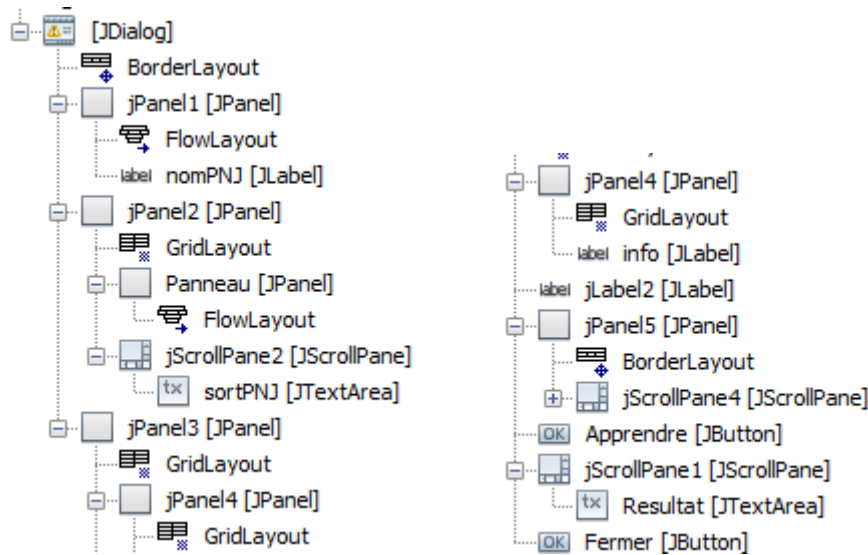 [JDialog]
BorderLayout
jPanel1 [JPanel]
FlowLayout
label nomPNJ [JLabel]
jPanel2 [JPanel]
GridLayout
Panneau [JPanel]
FlowLayout
jScrollPane2 [JScrollPane]
tx sortPNJ [JTextArea]
jPanel3 [JPanel]
GridLayout
jPanel4 [JPanel]
GridLayout
jPanel4 [JPanel]
GridLayout
label info [JLabel]
label jLabel2 [JLabel]
jPanel5 [JPanel]
BorderLayout
jScrollPane4 [JScrollPane]
OK Apprendre [JButton]
jScrollPane1 [JScrollPane]
tx Resultat [JTextArea]
OK Fermer [JButton]